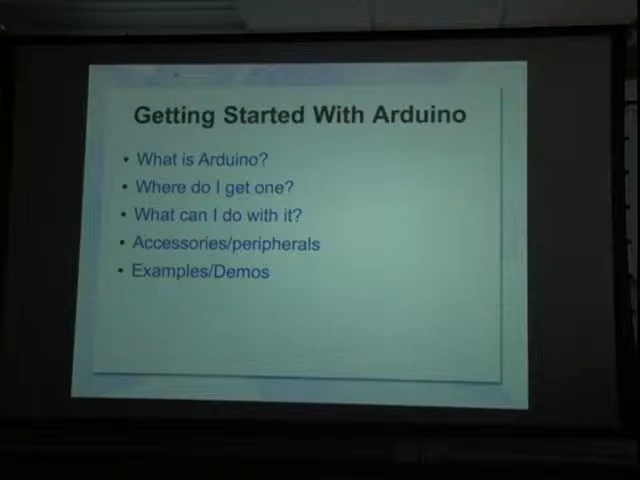 Getting Started With Arduino
• What is Arduino?
• Where do I get one?
• What can I do with it?
• Accessories/peripherals
• Examples/Demos